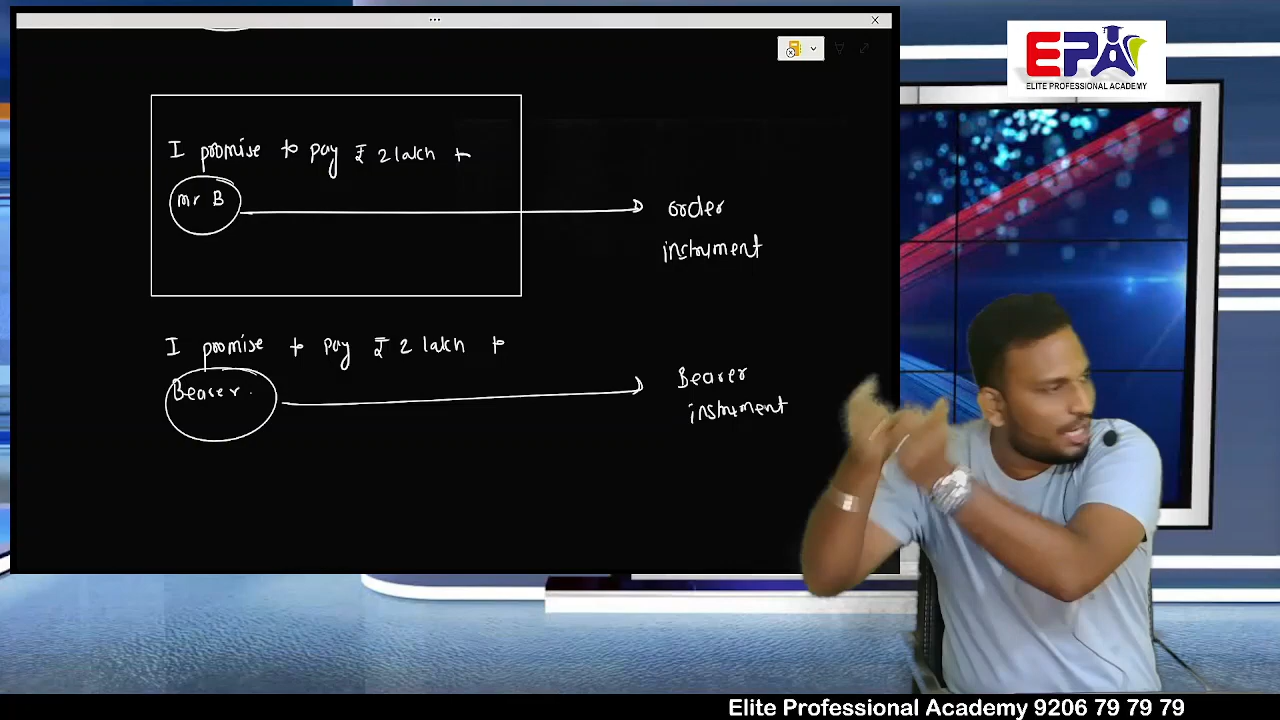 EPA
ELITE PROFESSIONAL ACADEMY
I promise to pay ₹ 2 lakh to
Mr B
order
instrument
I promise to pay ₹ 2 lakh to
Bearer.
Bearer
instrument
Elite Professional Academy 9206 79 79 79